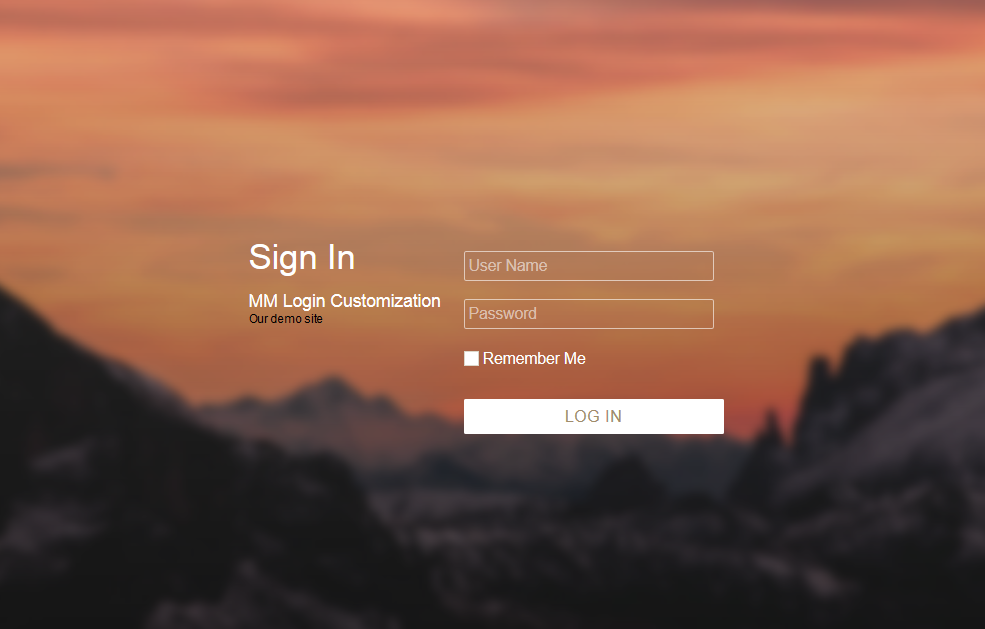 Sign In
MM Login Customization
Our demo site
User Name
Password
Remember Me
LOG IN